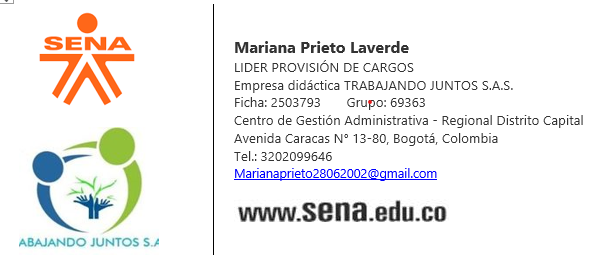 SENA
ABAJANDO JUNTOS S.A
Mariana Prieto Laverde
LIDER PROVISIÓN DE CARGOS
Empresa didáctica TRABAJANDO JUNTOS S.A.S.
Ficha: 2503793 Grupo: 69363
Centro de Gestión Administrativa - Regional Distrito Capital
Avenida Caracas N° 13-80, Bogotá, Colombia
Tel.: 3202099646
Marianaprieto28062002@gmail.com
www.sena.edu.co